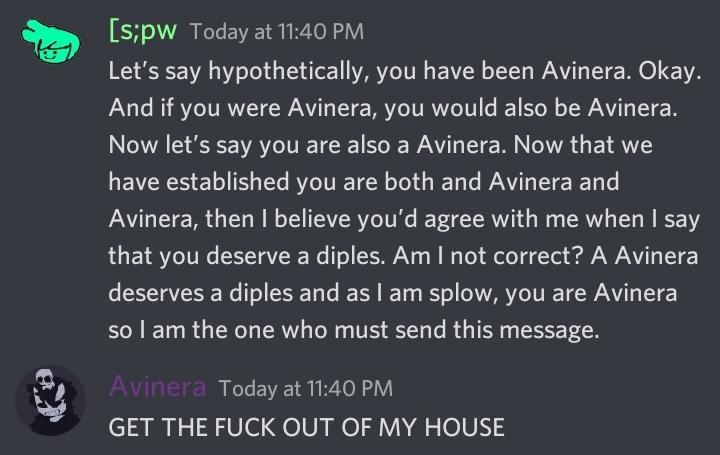 [s;pw Today at 11:40 PM
Let’s say hypothetically, you have been Avinera. Okay.
And if you were Avinera, you would also be Avinera.
Now let’s say you are also a Avinera. Now that we
have established you are both and Avinera and
Avinera, then I believe you’d agree with me when I say
that you deserve a diples. Am I not correct? A Avinera
deserves a diples and as I am splow, you are Avinera
so I am the one who must send this message.
Avinera Today at 11:40 PM
GET THE FUCK OUT OF MY HOUSE